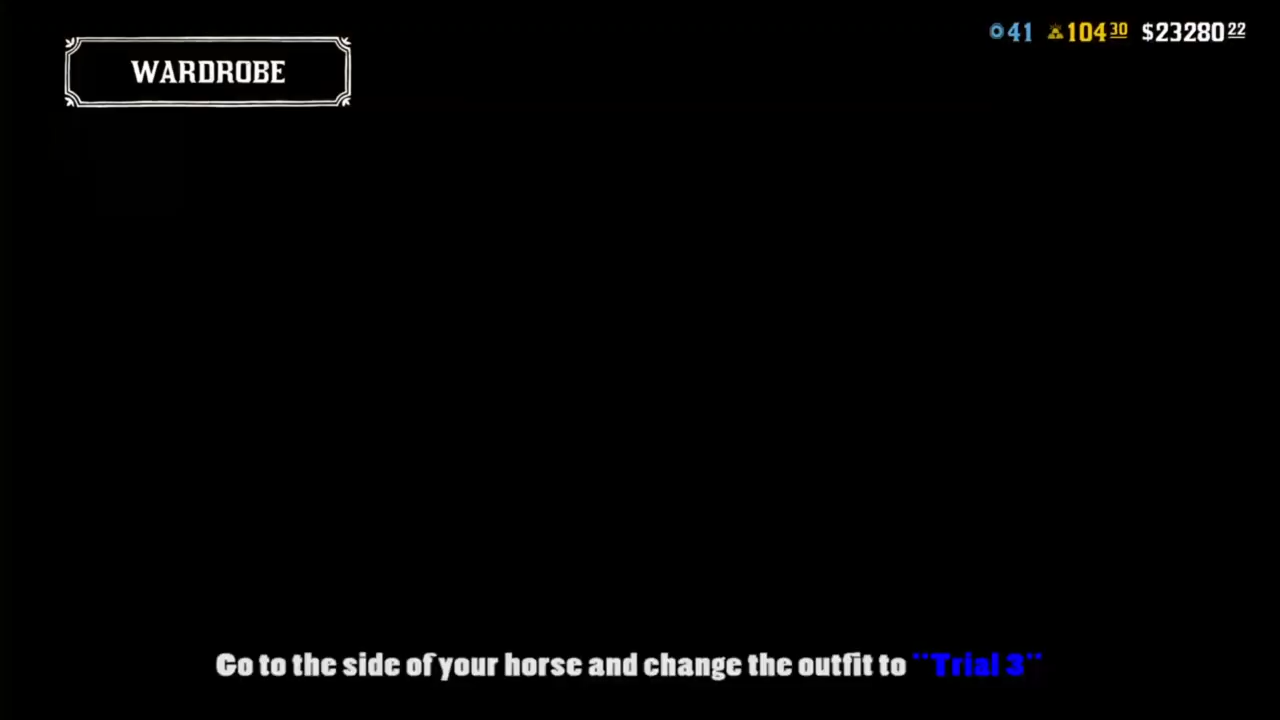 41 104 30 $23280 22
WARDROBE
Go to the side of your horse and change the outfit to "Trial 3"